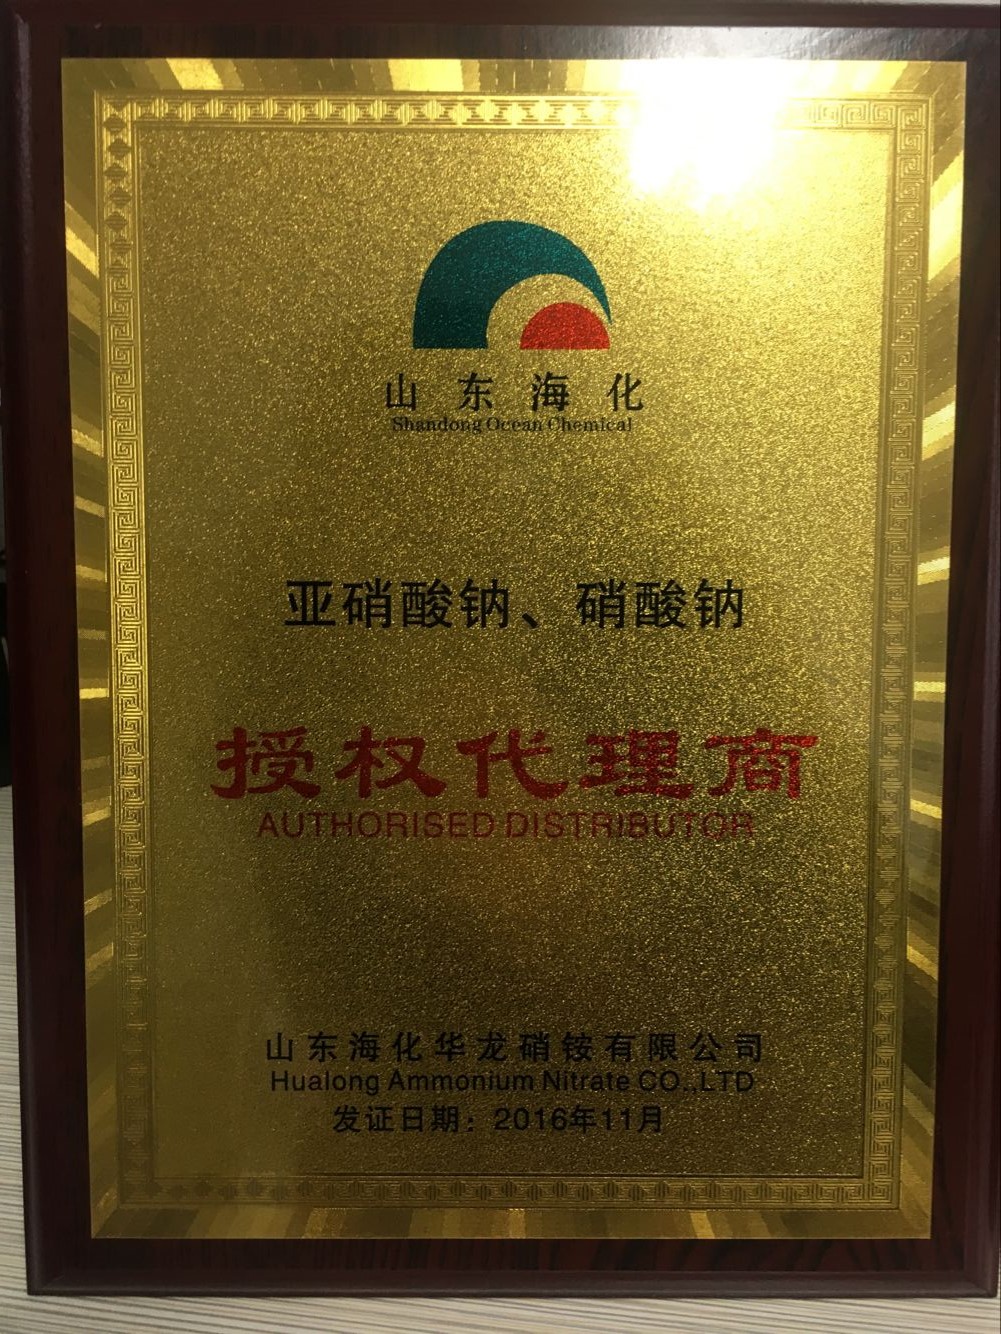 山东海化
Shandong Ocean Chemical
亚硝酸钠、硝酸钠
授权代理商
AUTHORISED DISTRIBUTOR
山东海化华龙硝铵有限公司
Hualong Ammonium Nitrate CO.,LTD
发证日期：2016年11月